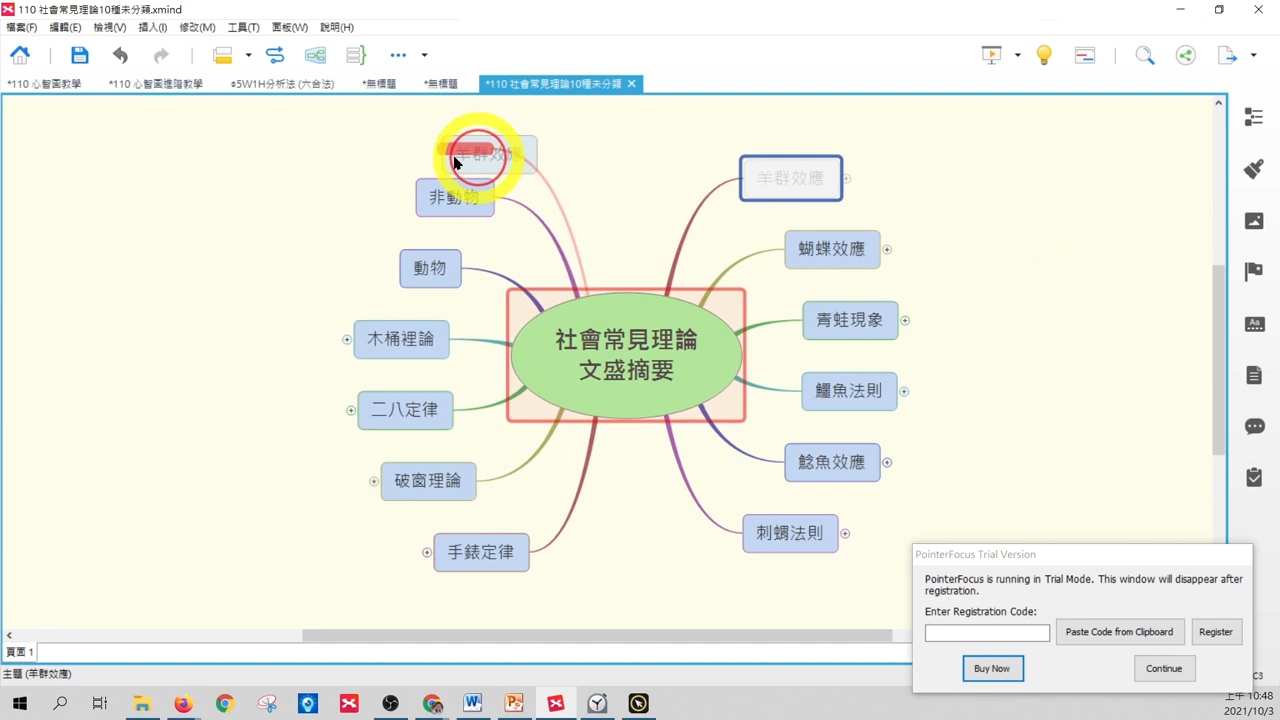 110 社會常見理論10種未分類.xmind
檔案(F) 編輯(E) 檢視(V) 插入(I) 修改(M) 工具(T) 面板(W) 說明(H)
*110 心智圖教學 *110 心智圖進階教學 5W1H分析法 (六合法) *無標題 *無標題 *110 社會常見理論10種未分類
羊群效應
非動物
動物
木桶裡論
二八定律
破窗理論
手錶定律
社會常見理論
文盛摘要
羊群效應
蝴蝶效應
青蛙現象
鱷魚法則
鯰魚效應
刺蝟法則
PointerFocus Trial Version
PointerFocus is running in Trial Mode. This window will disappear after
registration.
Enter Registration Code:
Paste Code from Clipboard
Register
Buy Now
Continue
頁面 1
主題 (羊群效應)
上午 10:48
2021/10/3